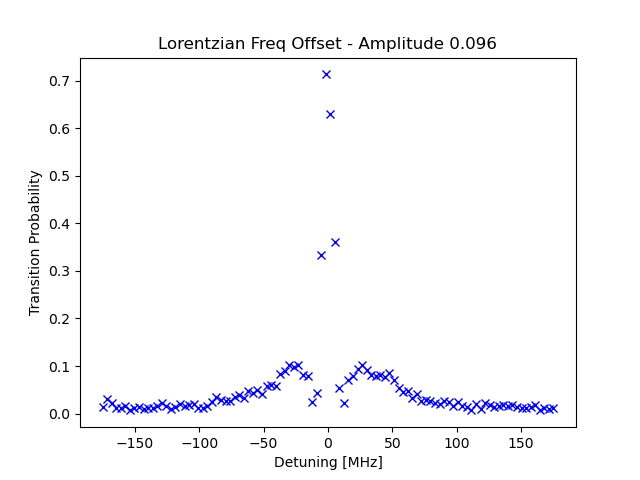 Lorentzian Freq Offset - Amplitude 0.096
Transition Probability
0.7
0.6
0.5
0.4
0.3
0.2
0.1
0.0
−150 −100 −50 0 50 100 150
Detuning [MHz]